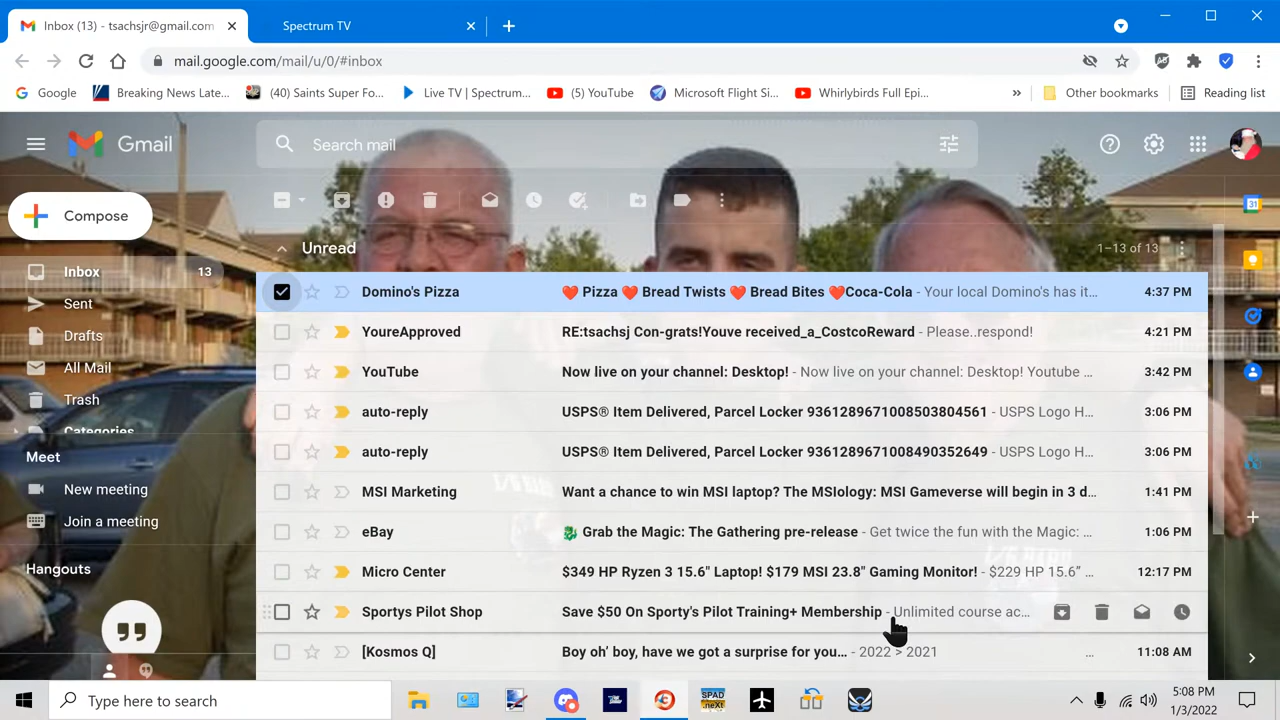 Inbox (13) - tsachsjr@gmail.com
Spectrum TV
mail.google.com/mail/u/0/#inbox
Google
Breaking News Late...
(40) Saints Super Fo...
Live TV | Spectrum...
(5) YouTube
Microsoft Flight Si...
Whirlybirds Full Epi...
»
Other bookmarks
Reading list
Gmail
Search mail
Compose
Unread
1–13 of 13
Inbox 13
Sent
Drafts
All Mail
Trash
Categories
Meet
New meeting
Join a meeting
Hangouts
Domino's Pizza ❤️ Pizza ❤️ Bread Twists ❤️ Bread Bites ❤️Coca-Cola - Your local Domino's has it... 4:37 PM
YoureApproved RE:tsachsj Con-grats!Youve received_a_CostcoReward - Please..respond! 4:21 PM
YouTube Now live on your channel: Desktop! - Now live on your channel: Desktop! Youtube ... 3:42 PM
auto-reply USPS® Item Delivered, Parcel Locker 9361289671008503804561 - USPS Logo H... 3:06 PM
auto-reply USPS® Item Delivered, Parcel Locker 9361289671008490352649 - USPS Logo H... 3:06 PM
MSI Marketing Want a chance to win MSI laptop? The MSIology: MSI Gameverse will begin in 3 d... 1:41 PM
eBay 🐉 Grab the Magic: The Gathering pre-release - Get twice the fun with the Magic: ... 1:06 PM
Micro Center $349 HP Ryzen 3 15.6" Laptop! $179 MSI 23.8" Gaming Monitor! - $229 HP 15.6” ... 12:17 PM
Sportys Pilot Shop Save $50 On Sporty's Pilot Training+ Membership - Unlimited course ac...
[Kosmos Q] Boy oh’ boy, have we got a surprise for you... - 2022 > 2021 ... 11:08 AM
31
Type here to search
SPAD
.neXt
5:08 PM
1/3/2022